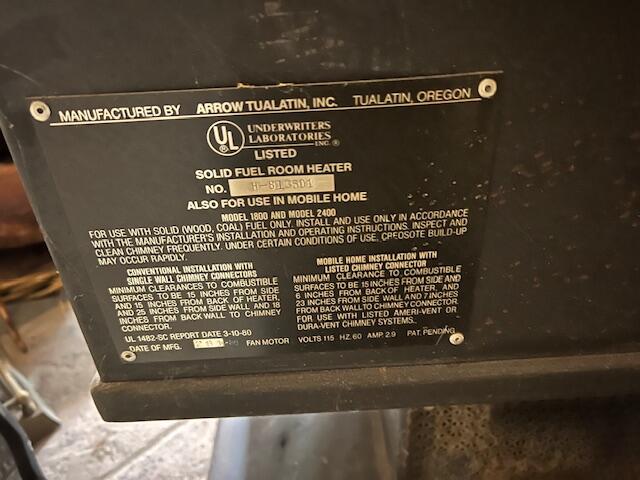 MANUFACTURED BY ARROW TUALATIN, INC. TUALATIN, OREGON
UL UNDERWRITERS
LABORATORIES
INC.®
LISTED
SOLID FUEL ROOM HEATER
NO.
ALSO FOR USE IN MOBILE HOME
MODEL 1800 AND MODEL 2400
FOR USE WITH SOLID (WOOD, COAL) FUEL ONLY. INSTALL AND USE ONLY IN ACCORDANCE
WITH THE MANUFACTURER'S INSTALLATION AND OPERATING INSTRUCTIONS. INSPECT AND
CLEAN CHIMNEY FREQUENTLY. UNDER CERTAIN CONDITIONS OF USE, CREOSOTE BUILD-UP
MAY OCCUR RAPIDLY.
CONVENTIONAL INSTALLATION WITH
SINGLE WALL CHIMNEY CONNECTORS
MINIMUM CLEARANCES TO COMBUSTIBLE
SURFACES TO BE 15 INCHES FROM SIDE
AND 15 INCHES FROM BACK OF HEATER,
AND 25 INCHES FROM SIDE WALL AND 18
INCHES FROM BACK WALL TO CHIMNEY
CONNECTOR.
MOBILE HOME INSTALLATION WITH
LISTED CHIMNEY CONNECTOR
MINIMUM CLEARANCE TO COMBUSTIBLE
SURFACES TO BE 15 INCHES FROM SIDE AND
6 INCHES FROM BACK OF HEATER, AND
23 INCHES FROM SIDE WALL AND 7 INCHES
FROM BACK WALL TO CHIMNEY CONNECTOR.
FOR USE WITH LISTED AMERI-VENT OR
DURA-VENT CHIMNEY SYSTEMS.
UL 1482-SC REPORT DATE 3-10-80
DATE OF MFG. FAN MOTOR VOLTS 115 HZ. 60 AMP 2.9 PAT. PENDING